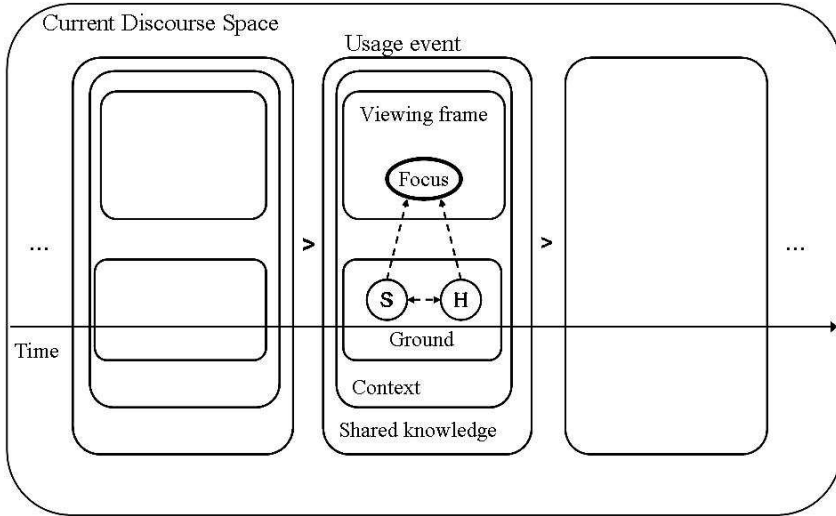 Current Discourse Space
Usage event
Viewing frame
Focus
... > > ...
S H
Ground
Time
Context
Shared knowledge